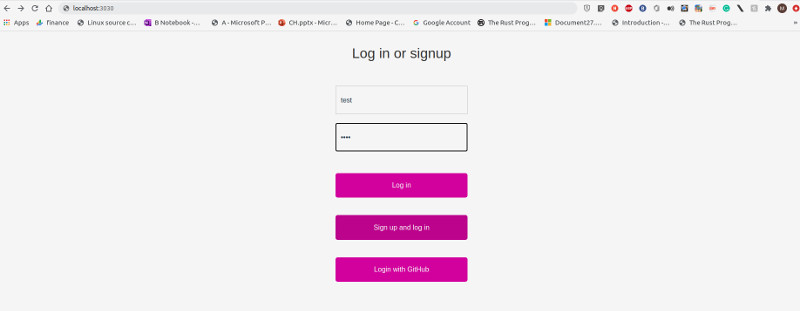 localhost:3030
Apps finance Linux source c... B Notebook -... A - Microsoft P... CH.pptx - Micr... Home Page - C... Google Account The Rust Prog... Document27.... Introduction -... The Rust Prog...
Log in or signup
test
••••
Log in
Sign up and log in
Login with GitHub